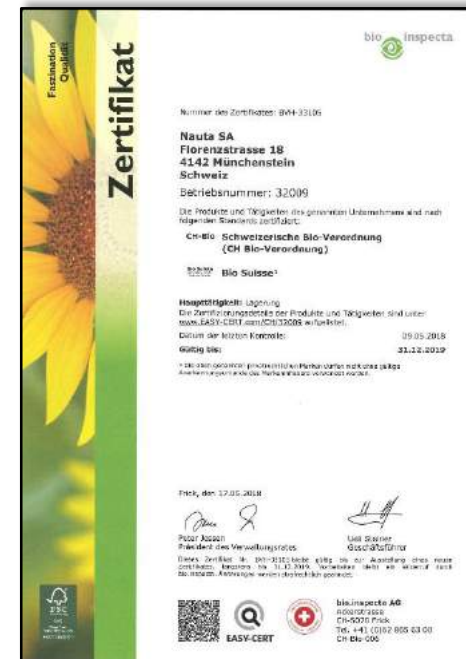 Faszination
Qualität
Zertifikat
bio inspecta
Nummer des Zertifikates: BVH-33105
Nauta SA
Florenzstrasse 18
4142 Münchenstein
Schweiz
Betriebsnummer: 32009
Die Produkte und Tätigkeiten des genannten Unternehmens sind nach
folgenden Standards zertifiziert:
CH-Bio Schweizerische Bio-Verordnung
(CH Bio-Verordnung)
Bio Suisse¹
Haupttätigkeit: Lagerung
Die Zertifizierungsdetails der Produkte und Tätigkeiten sind unter
www.EASY-CERT.com/CH/32009 aufgelistet.
Datum der letzten Kontrolle: 09.05.2018
Gültig bis: 31.12.2019
Frick, den 17.05.2018
Peter Jossen
Präsident des Verwaltungsrates
Ueli Steiner
Geschäftsführer
FSC
EASY-CERT
bio.inspecta AG
Ackerstrasse
CH-5070 Frick
Tel. +41 (0)62 865 63 00
CH-Bio-006